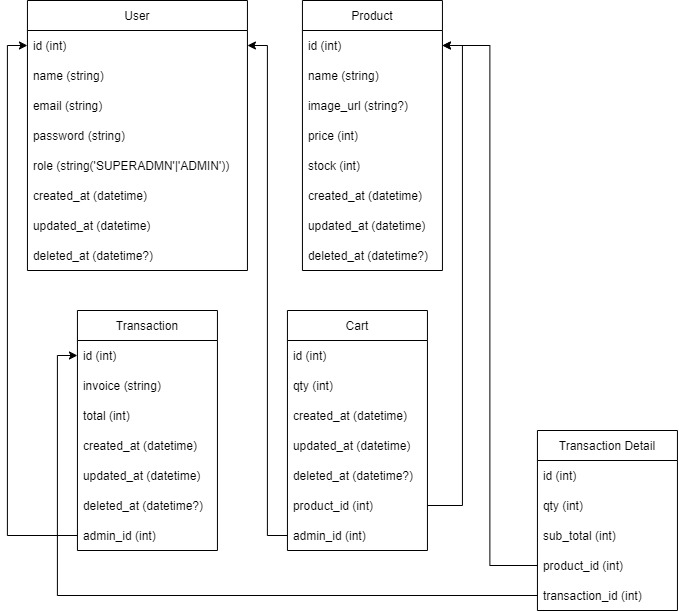 User
id (int)
name (string)
email (string)
password (string)
role (string('SUPERADMN'|'ADMIN'))
created_at (datetime)
updated_at (datetime)
deleted_at (datetime?)
Product
id (int)
name (string)
image_url (string?)
price (int)
stock (int)
created_at (datetime)
updated_at (datetime)
deleted_at (datetime?)
Transaction
id (int)
invoice (string)
total (int)
created_at (datetime)
updated_at (datetime)
deleted_at (datetime?)
admin_id (int)
Cart
id (int)
qty (int)
created_at (datetime)
updated_at (datetime)
deleted_at (datetime?)
product_id (int)
admin_id (int)
Transaction Detail
id (int)
qty (int)
sub_total (int)
product_id (int)
transaction_id (int)